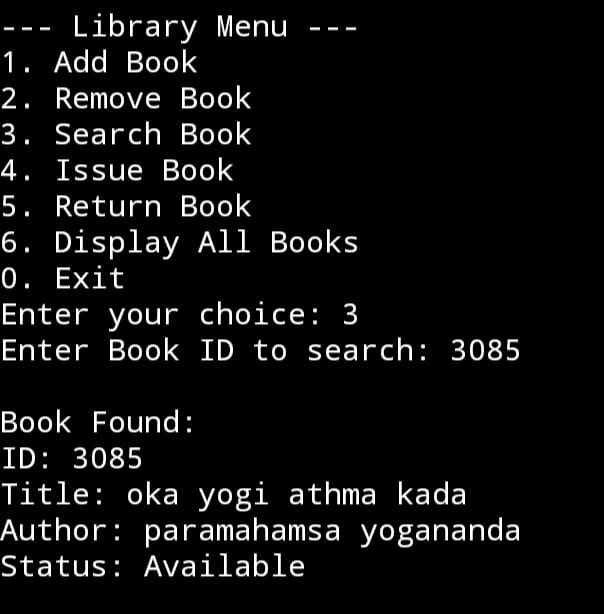 --- Library Menu ---
1. Add Book
2. Remove Book
3. Search Book
4. Issue Book
5. Return Book
6. Display All Books
0. Exit
Enter your choice: 3
Enter Book ID to search: 3085
Book Found:
ID: 3085
Title: oka yogi athma kada
Author: paramahamsa yogananda
Status: Available